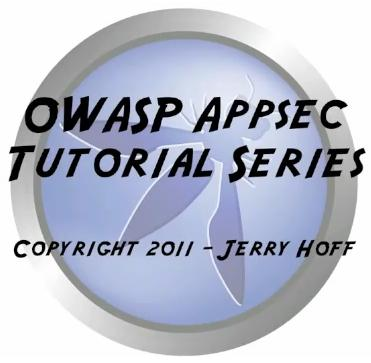 OWASP APPSEC
TUTORIAL SERIES
COPYRIGHT 2011 - JERRY HOFF